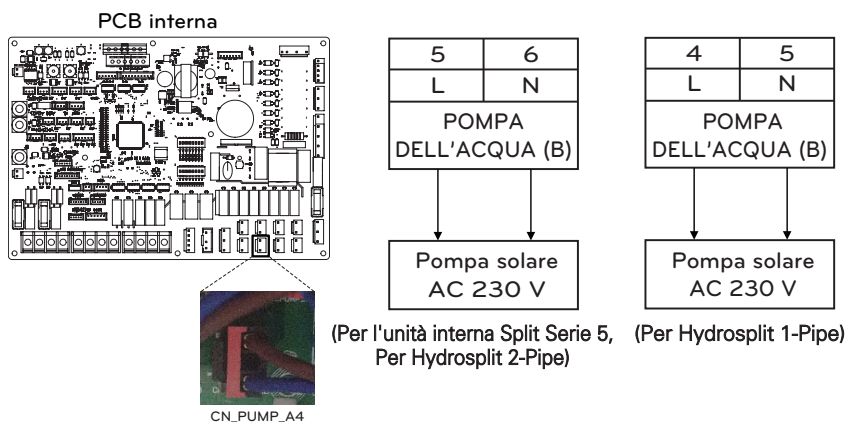 PCB interna
CN_PUMP_A4
5 6
L N
POMPA
DELL'ACQUA (B)
Pompa solare
AC 230 V
(Per l'unità interna Split Serie 5,
Per Hydrosplit 2-Pipe)
4 5
L N
POMPA
DELL'ACQUA (B)
Pompa solare
AC 230 V
(Per Hydrosplit 1-Pipe)